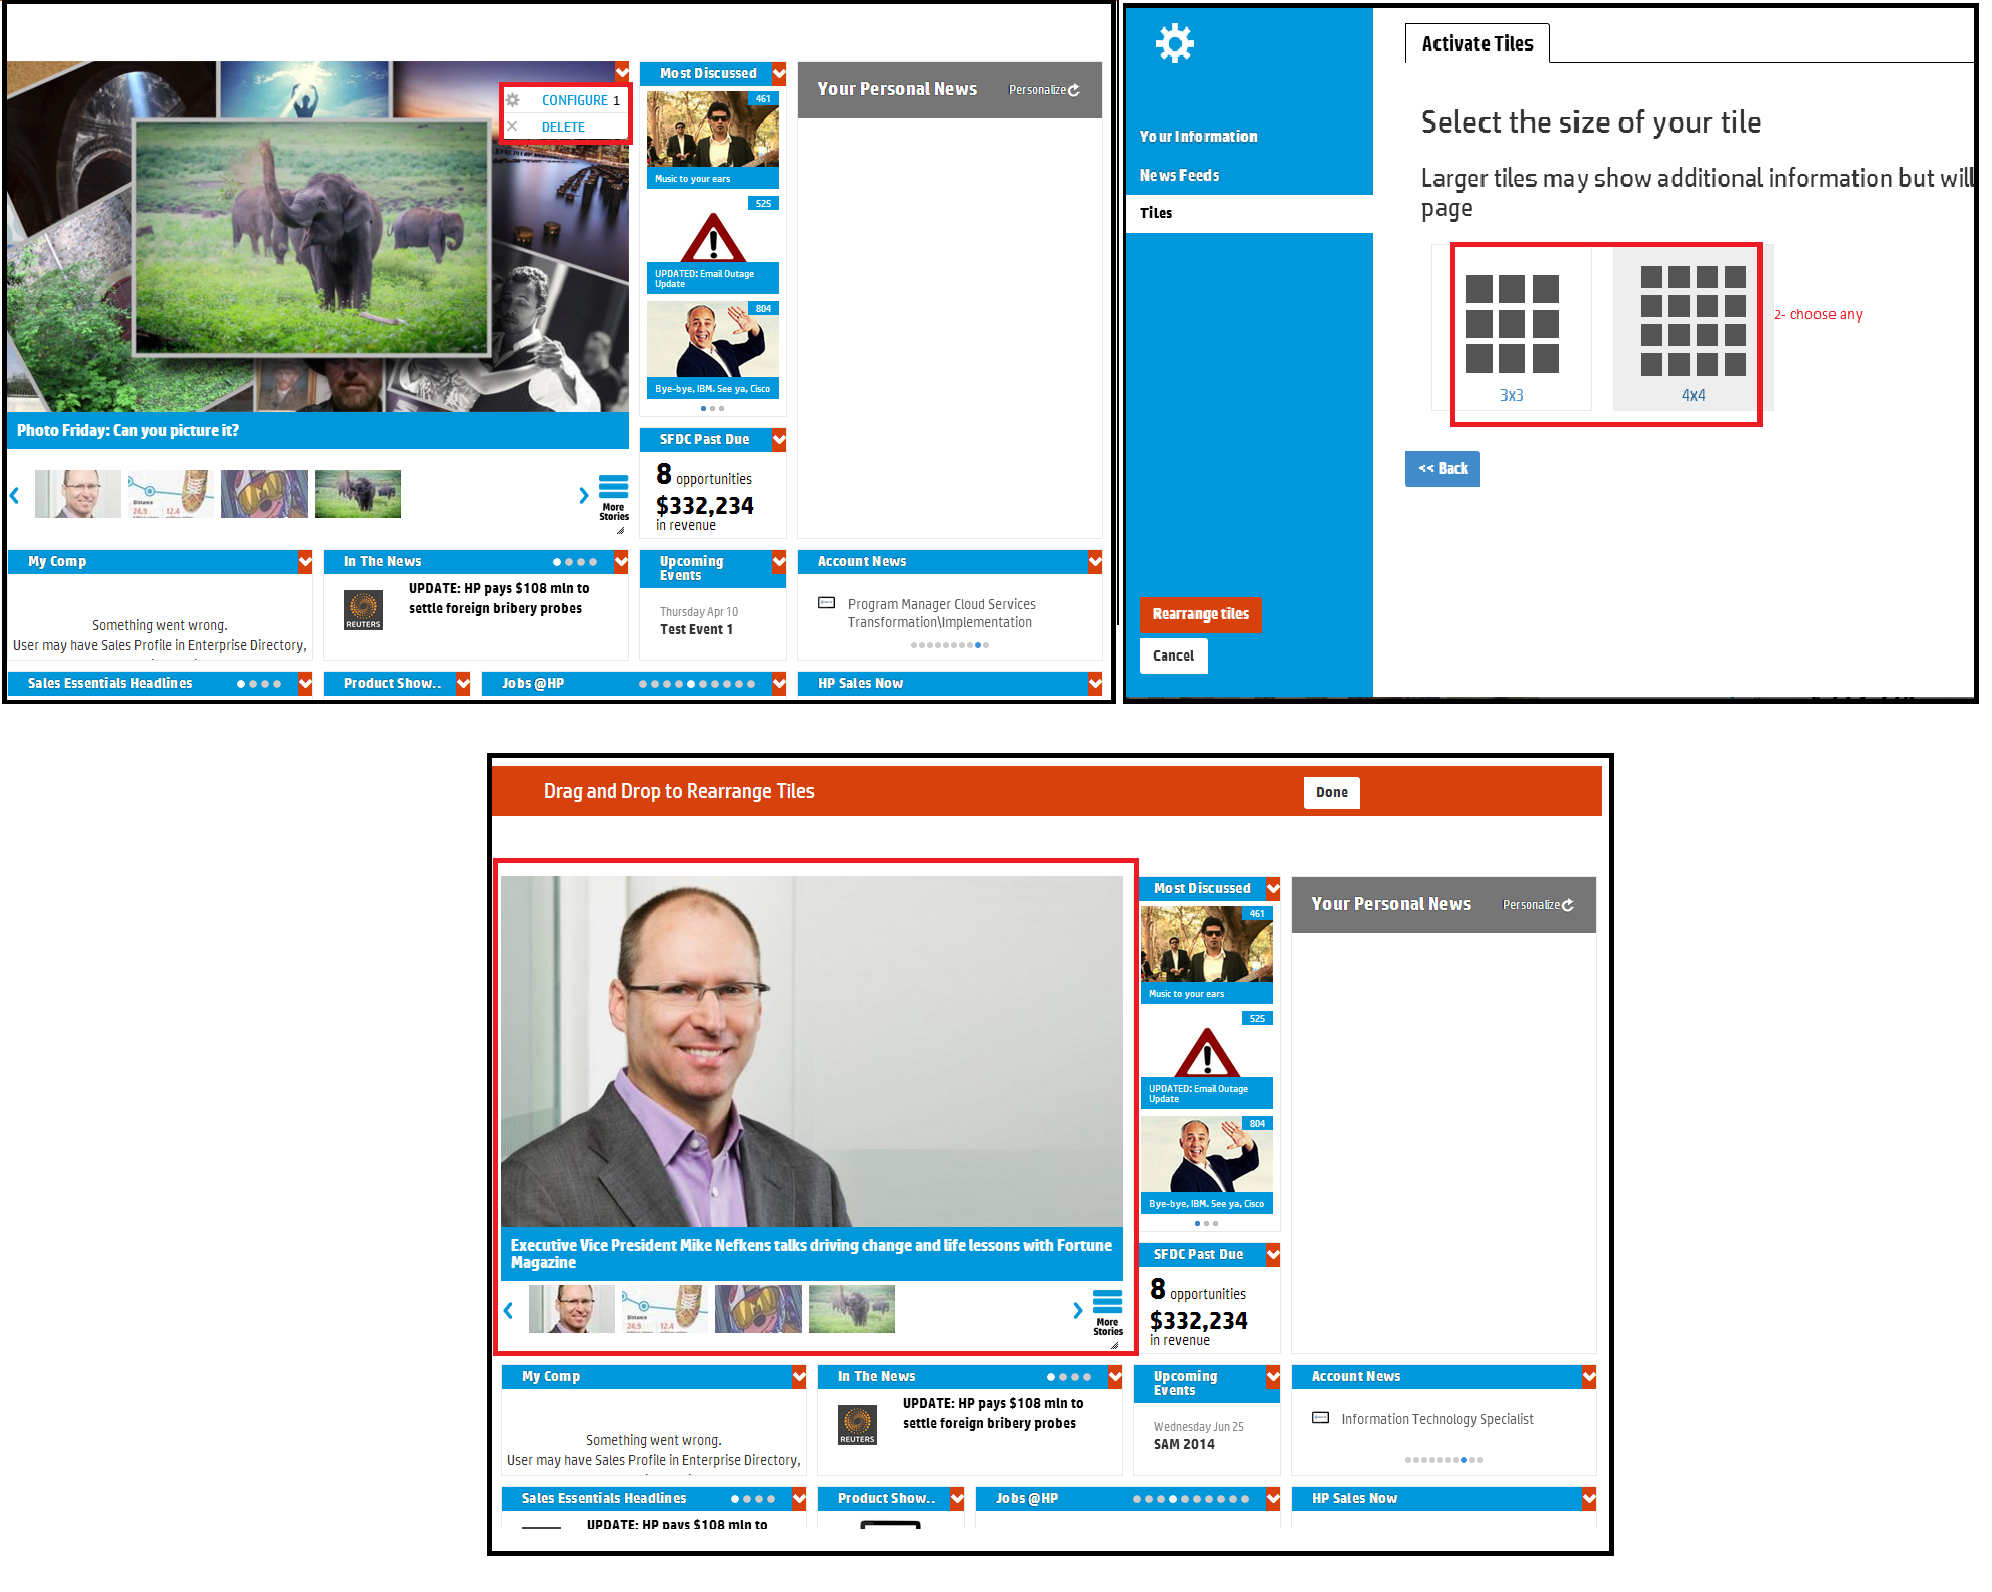 CONFIGURE 1
DELETE
Photo Friday: Can you picture it?
More
Stories
Most Discussed
461
Music to your ears
525
UPDATED: Email Outage
Update
804
Bye-bye, IBM. See ya, Cisco
SFDC Past Due
8 opportunities
$332,234
in revenue
Your Personal News
Personalize
My Comp
Something went wrong.
User may have Sales Profile in Enterprise Directory,
In The News
REUTERS
UPDATE: HP pays $108 mln to
settle foreign bribery probes
Upcoming
Events
Thursday Apr 10
Test Event 1
Account News
Program Manager Cloud Services
Transformation\Implementation
Sales Essentials Headlines
Product Show..
Jobs @HP
HP Sales Now
Your Information
News Feeds
Tiles
Rearrange tiles
Cancel
Activate Tiles
Select the size of your tile
Larger tiles may show additional information but will
page
3x3
4x4
2- choose any
<< Back
Drag and Drop to Rearrange Tiles
Done
Executive Vice President Mike Nefkens talks driving change and life lessons with Fortune
Magazine
Distance
24.9 12.4
More
Stories
Most Discussed
461
Music to your ears
525
UPDATED: Email Outage
Update
804
Bye-bye, IBM. See ya, Cisco
SFDC Past Due
8 opportunities
$332,234
in revenue
Your Personal News
Personalize
My Comp
Something went wrong.
User may have Sales Profile in Enterprise Directory,
In The News
REUTERS
UPDATE: HP pays $108 mln to
settle foreign bribery probes
Upcoming
Events
Wednesday Jun 25
SAM 2014
Account News
Information Technology Specialist
Sales Essentials Headlines
UPDATE: HP pays $108 mln to
Product Show..
Jobs @HP
HP Sales Now